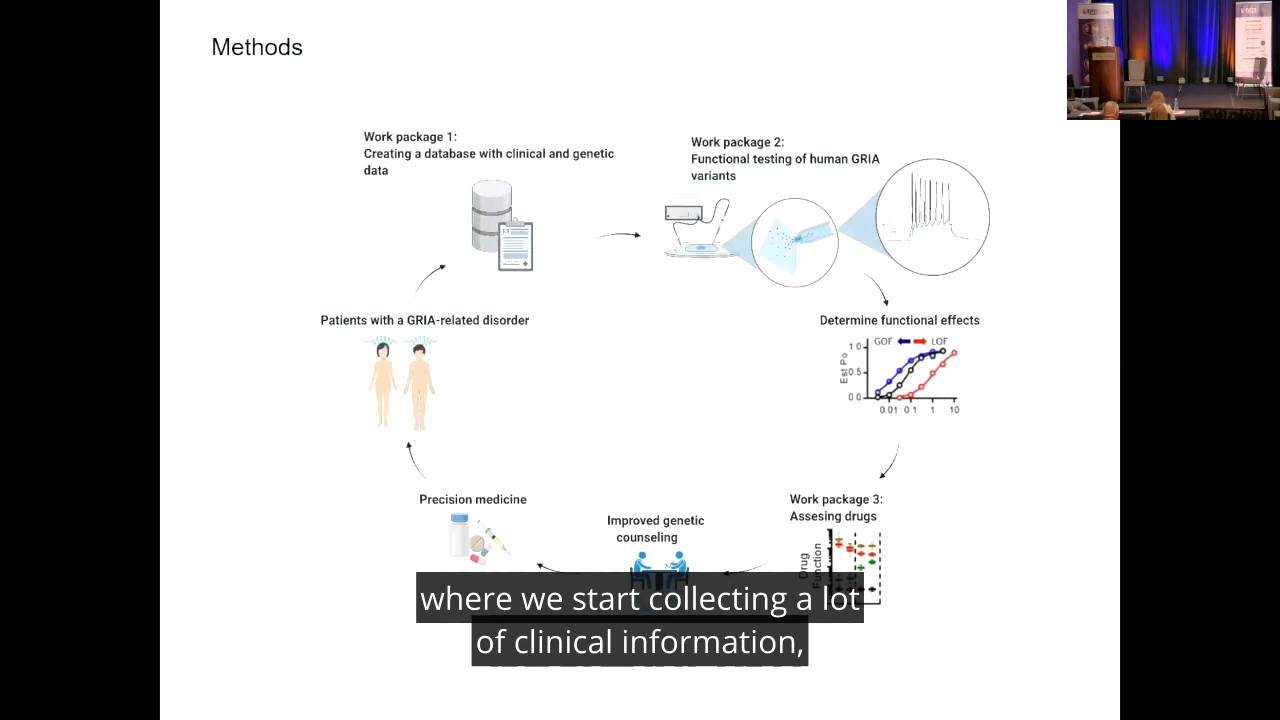 Methods
Work package 1:
Creating a database with clinical and genetic
data
Work package 2:
Functional testing of human GRIA
variants
Patients with a GRIA-related disorder
Determine functional effects
GOF
LOF
Est Po
1 0
0.5
0.0
0.01 0.1 1 10
Precision medicine
Improved genetic
counseling
Work package 3:
Assesing drugs
Drug
Function
where we start collecting a lot
of clinical information,